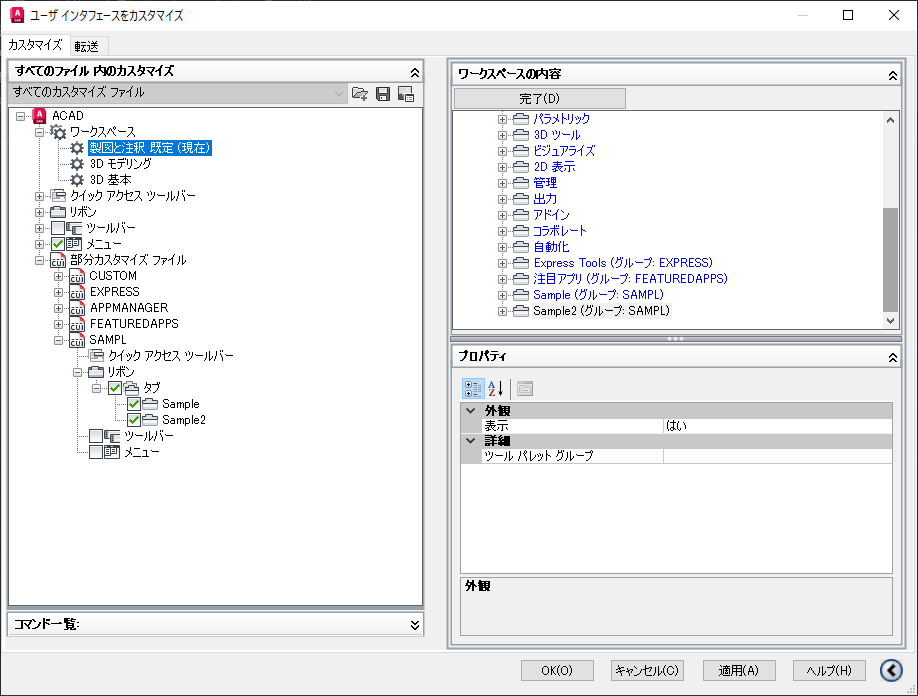 ユーザ インタフェースをカスタマイズ
カスタマイズ 転送
すべてのファイル 内のカスタマイズ
すべてのカスタマイズ ファイル
ACAD
ワークスペース
製図と注釈 既定 (現在)
3D モデリング
3D 基本
クイック アクセス ツールバー
リボン
ツールバー
メニュー
部分カスタマイズ ファイル
CUSTOM
EXPRESS
APPMANAGER
FEATUREDAPPS
SAMPL
クイック アクセス ツールバー
リボン
タブ
Sample
Sample2
ツールバー
メニュー
コマンド一覧:
ワークスペースの内容
完了(D)
パラメトリック
3D ツール
ビジュアライズ
2D 表示
管理
出力
アドイン
コラボレート
自動化
Express Tools (グループ: EXPRESS)
注目アプリ (グループ: FEATUREDAPPS)
Sample (グループ: SAMPL)
Sample2 (グループ: SAMPL)
プロパティ
外観
表示 はい
詳細
ツール パレット グループ
外観
OK(O) キャンセル(C) 適用(A) ヘルプ(H)